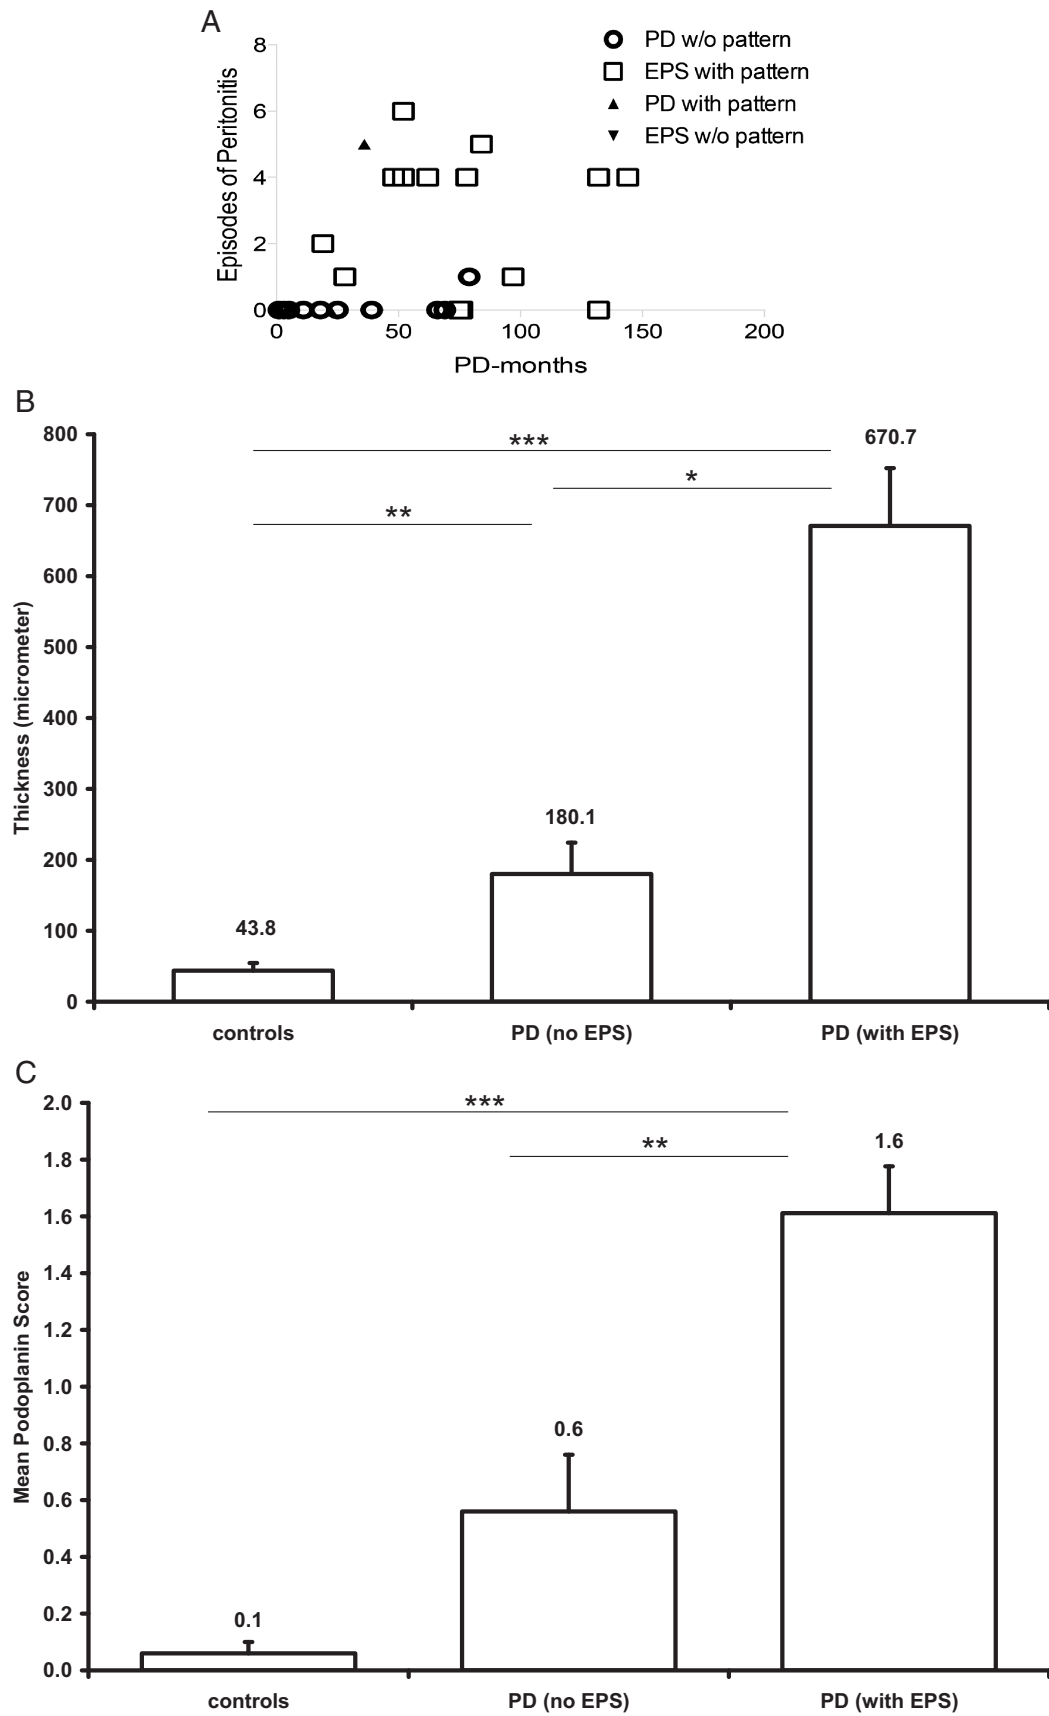 A
PD w/o pattern
EPS with pattern
PD with pattern
EPS w/o pattern
Episodes of Peritonitis
8
6
4
2
0
0 50 100 150 200
PD-months
B
Thickness (micrometer)
800
700
600
500
400
300
200
100
0
***
*
**
43.8
180.1
670.7
controls PD (no EPS) PD (with EPS)
C
Mean Podoplanin Score
2.0
1.8
1.6
1.4
1.2
1.0
0.8
0.6
0.4
0.2
0.0
***
**
0.1
0.6
1.6
controls PD (no EPS) PD (with EPS)